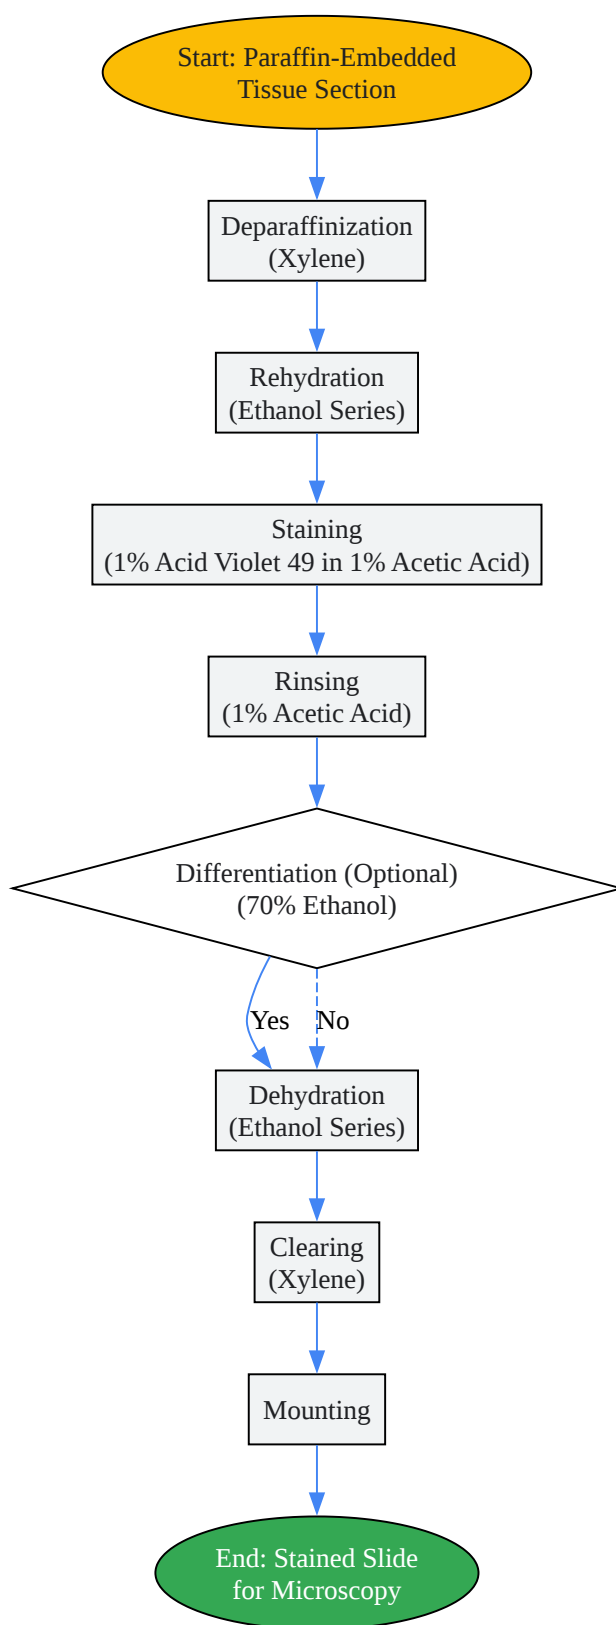 Start: Paraffin-Embedded
Tissue Section
Deparaffinization
(Xylene)
Rehydration
(Ethanol Series)
Staining
(1% Acid Violet 49 in 1% Acetic Acid)
Rinsing
(1% Acetic Acid)
Differentiation (Optional)
(70% Ethanol)
Yes
No
Dehydration
(Ethanol Series)
Clearing
(Xylene)
Mounting
End: Stained Slide
for Microscopy